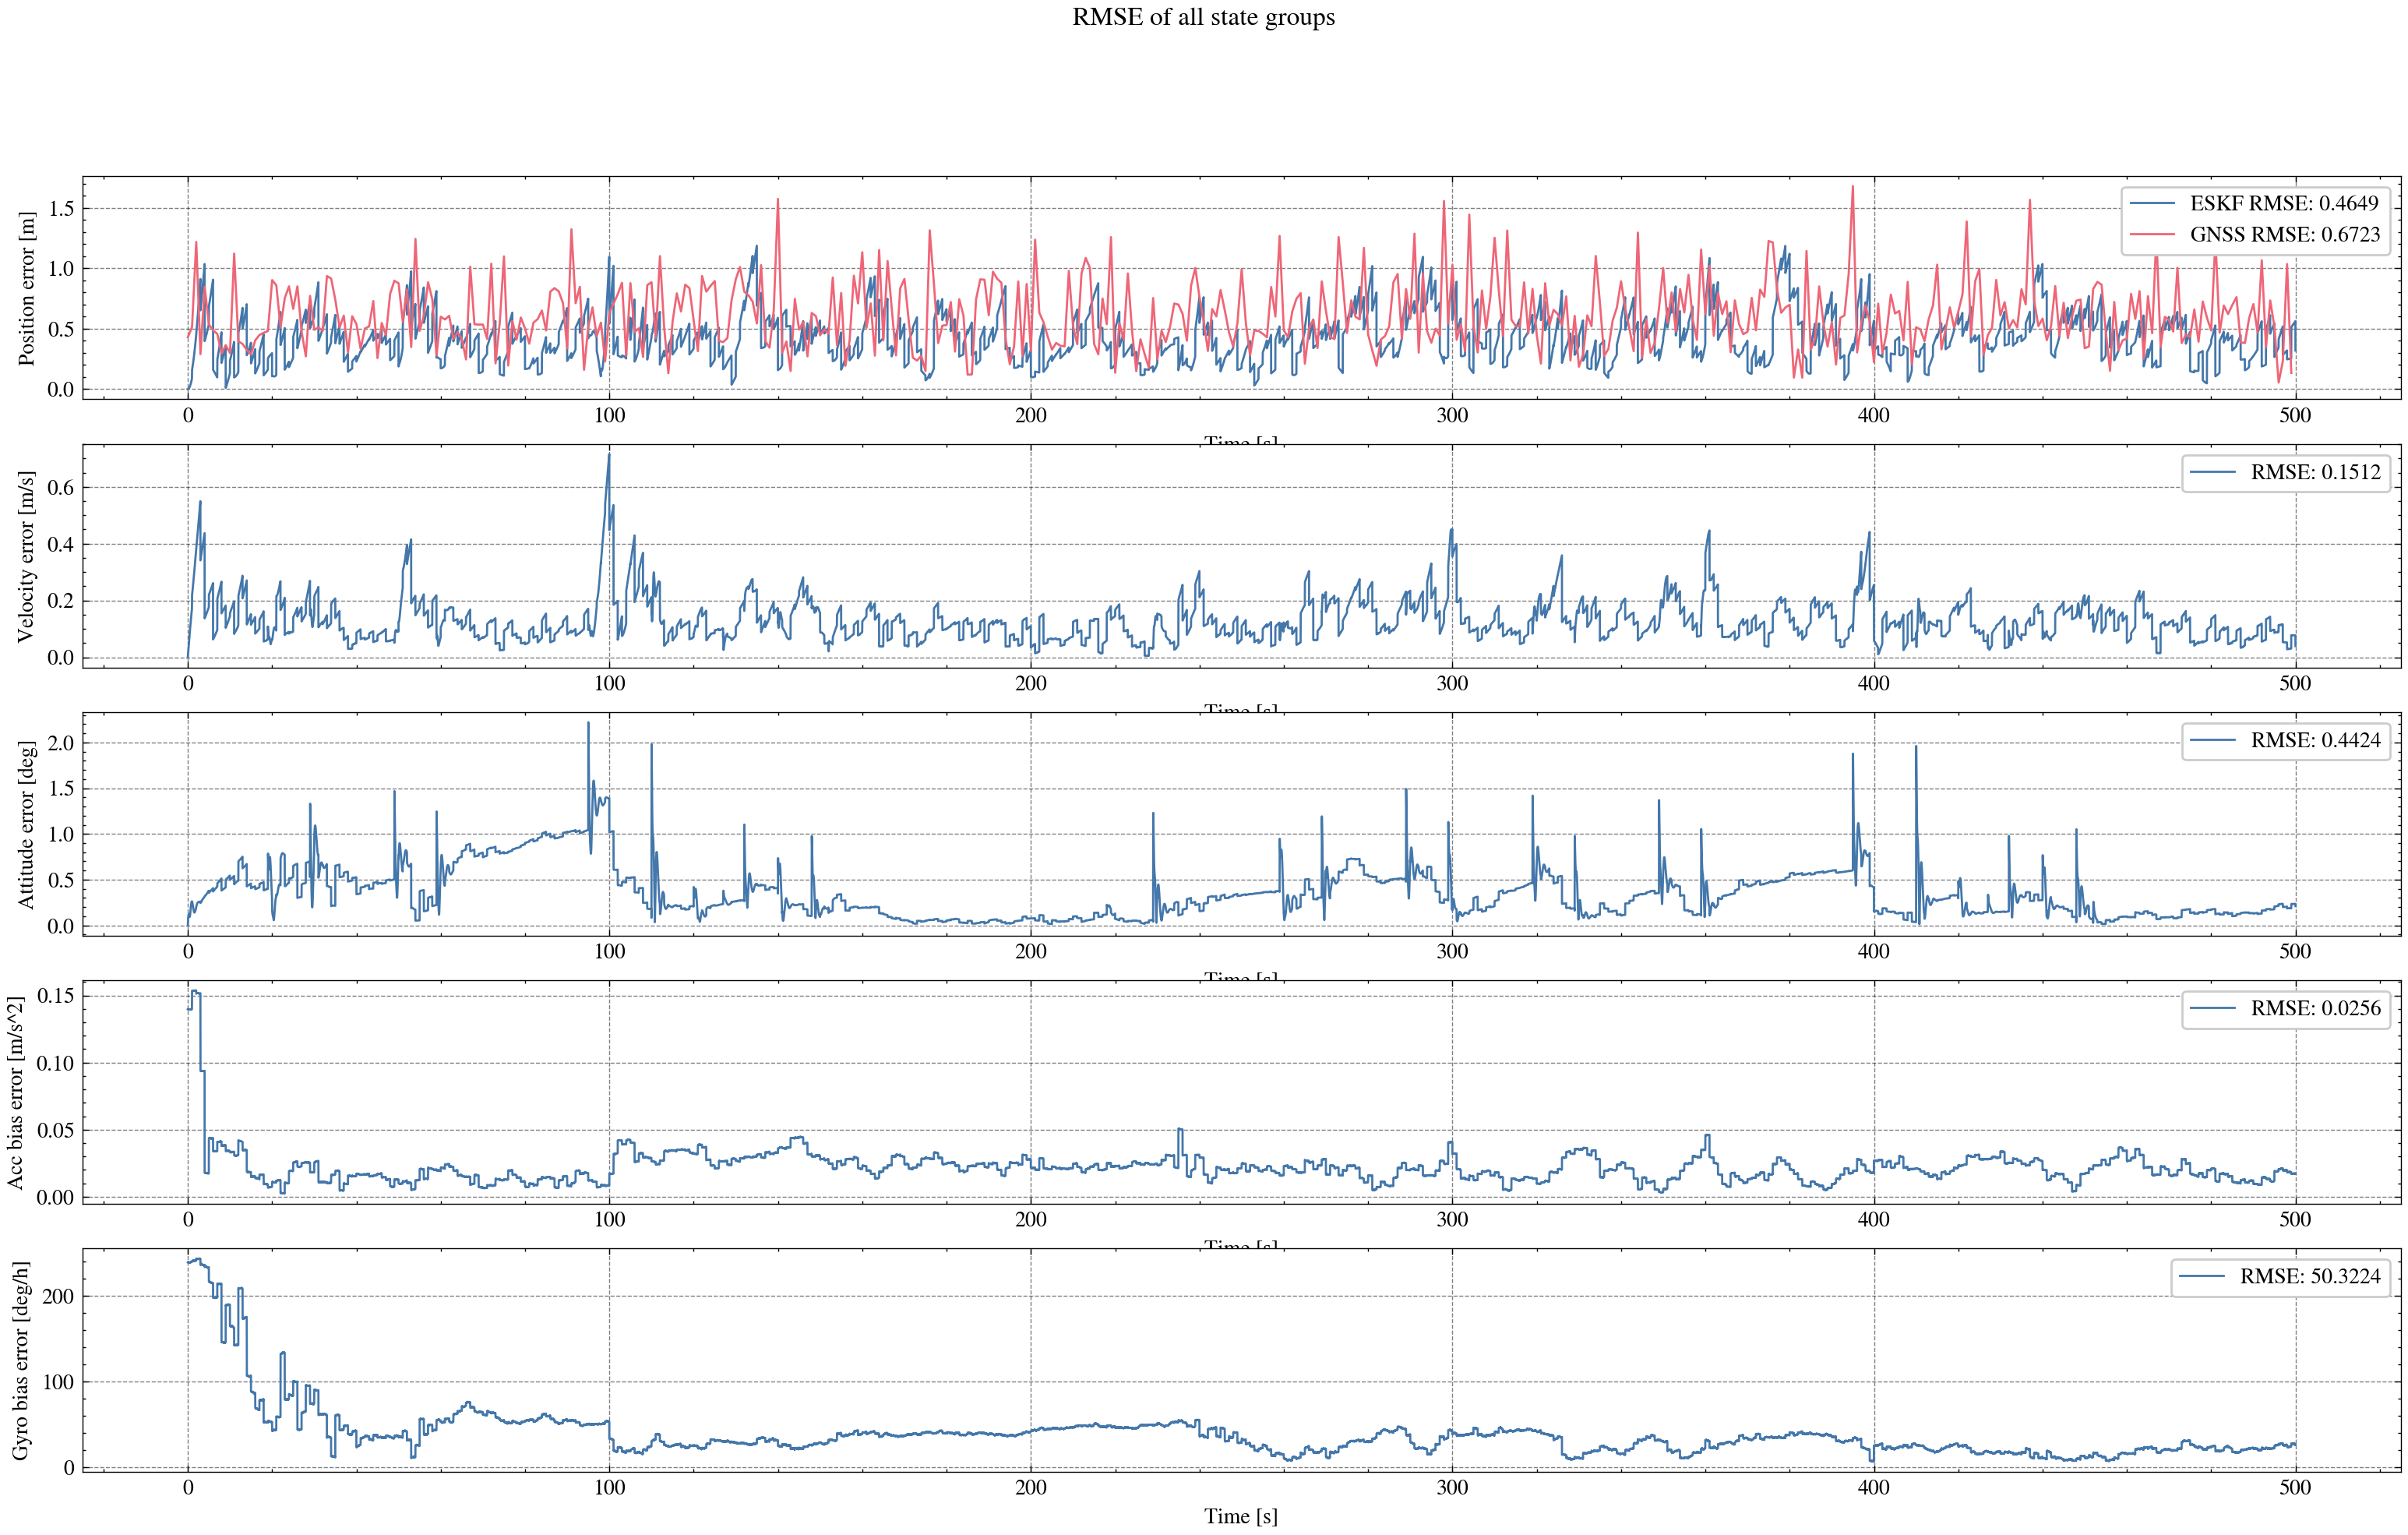 RMSE of all state groups
Position error [m]
1.5
1.0
0.5
0.0
ESKF RMSE: 0.4649
GNSS RMSE: 0.6723
0 100 200 300 400 500
Time [s]
Velocity error [m/s]
0.6
0.4
0.2
0.0
RMSE: 0.1512
0 100 200 300 400 500
Time [s]
Attitude error [deg]
2.0
1.5
1.0
0.5
0.0
RMSE: 0.4424
0 100 200 300 400 500
Time [s]
Acc bias error [m/s^2]
0.15
0.10
0.05
0.00
RMSE: 0.0256
0 100 200 300 400 500
Time [s]
Gyro bias error [deg/h]
200
100
0
RMSE: 50.3224
0 100 200 300 400 500
Time [s]